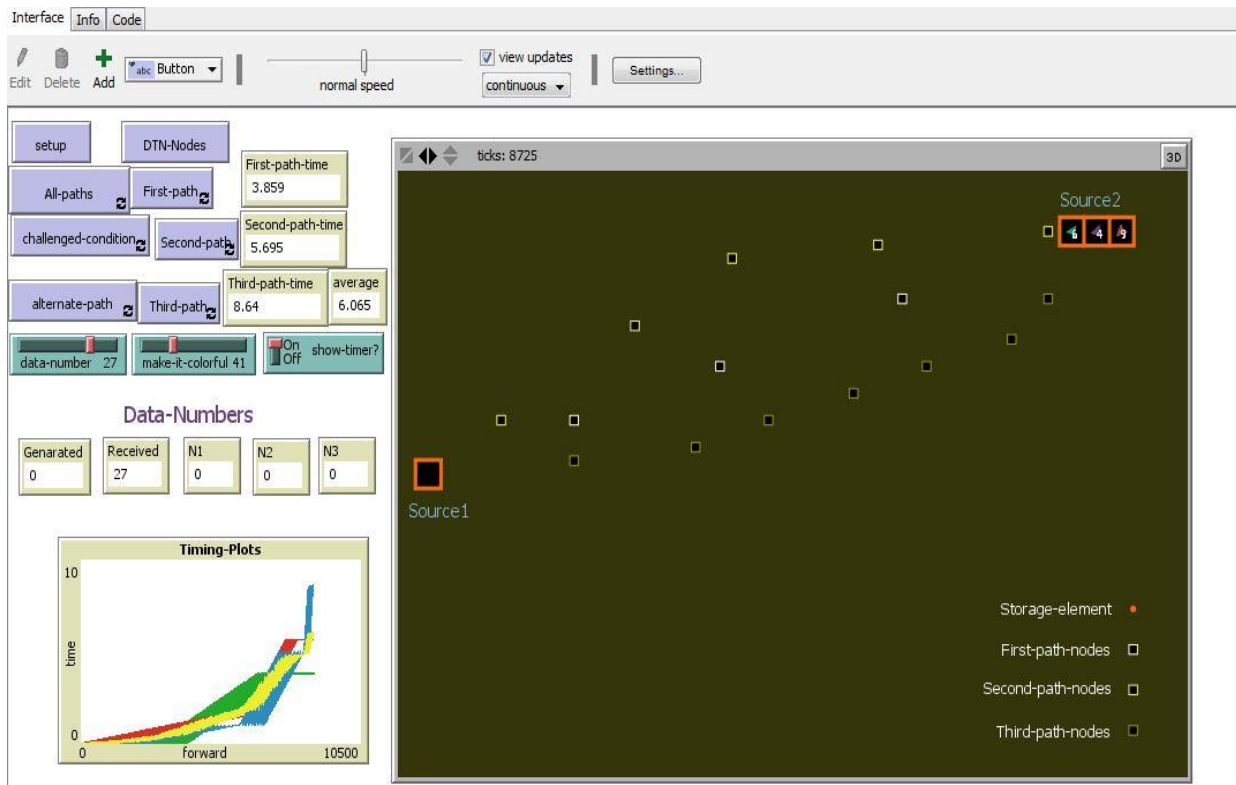 Interface Info Code
Edit Delete Add abc Button normal speed view updates continuous Settings...
setup DTN-Nodes
First-path-time
3.859
All-paths First-path
Second-path-time
5.695
challenged-condition Second-path
Third-path-time average
8.64 6.065
alternate-path Third-path
data-number 27 make-it-colorful 41 On Off show-timer?
Data-Numbers
Genarated Received N1 N2 N3
0 27 0 0 0
Timing-Plots
10
time
0
0 forward 10500
ticks: 8725 3D
Source2
6 4 9
Source1
Storage-element
First-path-nodes
Second-path-nodes
Third-path-nodes